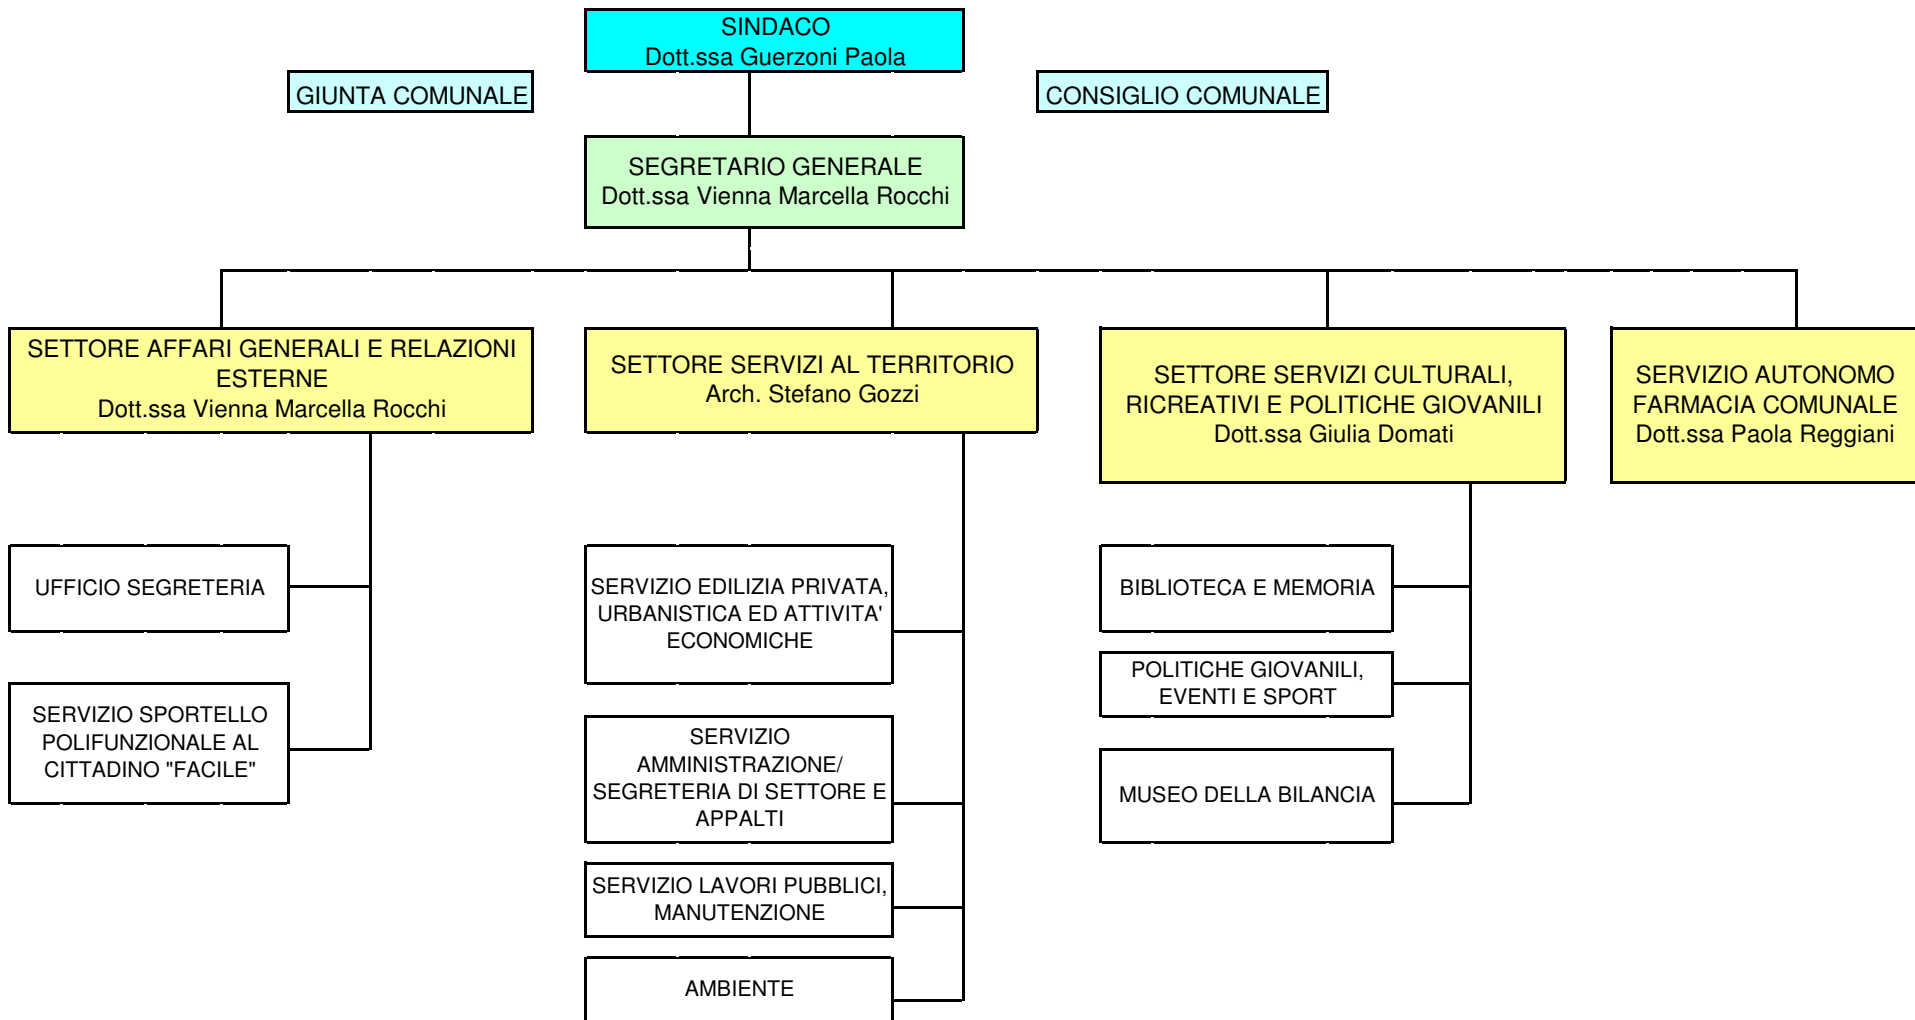 SINDACO
Dott.ssa Guerzoni Paola
GIUNTA COMUNALE
CONSIGLIO COMUNALE
SEGRETARIO GENERALE
Dott.ssa Vienna Marcella Rocchi
SETTORE AFFARI GENERALI E RELAZIONI
ESTERNE
Dott.ssa Vienna Marcella Rocchi
SETTORE SERVIZI AL TERRITORIO
Arch. Stefano Gozzi
SETTORE SERVIZI CULTURALI,
RICREATIVI E POLITICHE GIOVANILI
Dott.ssa Giulia Domati
SERVIZIO AUTONOMO
FARMACIA COMUNALE
Dott.ssa Paola Reggiani
UFFICIO SEGRETERIA
SERVIZIO SPORTELLO
POLIFUNZIONALE AL
CITTADINO "FACILE"
SERVIZIO EDILIZIA PRIVATA,
URBANISTICA ED ATTIVITA'
ECONOMICHE
SERVIZIO
AMMINISTRAZIONE/
SEGRETERIA DI SETTORE E
APPALTI
SERVIZIO LAVORI PUBBLICI,
MANUTENZIONE
AMBIENTE
BIBLIOTECA E MEMORIA
POLITICHE GIOVANILI,
EVENTI E SPORT
MUSEO DELLA BILANCIA